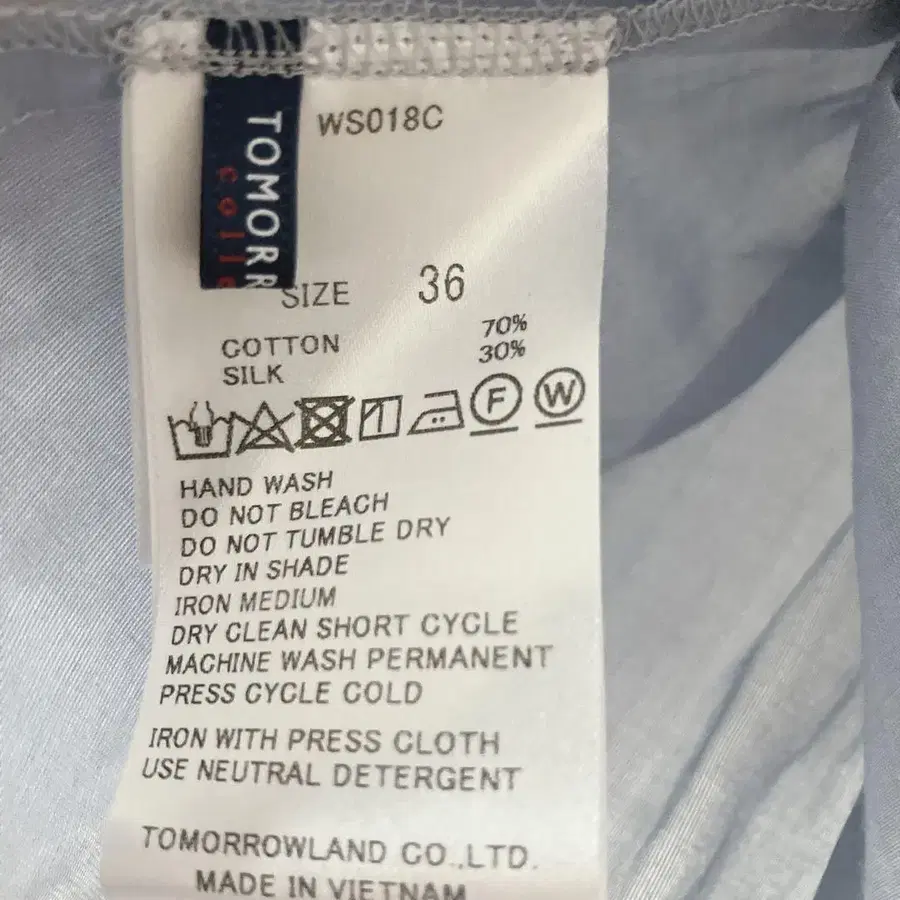 WS018C
TOMORR
colle
SIZE 36
COTTON 70%
SILK 30%
F W
HAND WASH
DO NOT BLEACH
DO NOT TUMBLE DRY
DRY IN SHADE
IRON MEDIUM
DRY CLEAN SHORT CYCLE
MACHINE WASH PERMANENT
PRESS CYCLE COLD
IRON WITH PRESS CLOTH
USE NEUTRAL DETERGENT
TOMORROWLAND CO.,LTD.
MADE IN VIETNAM